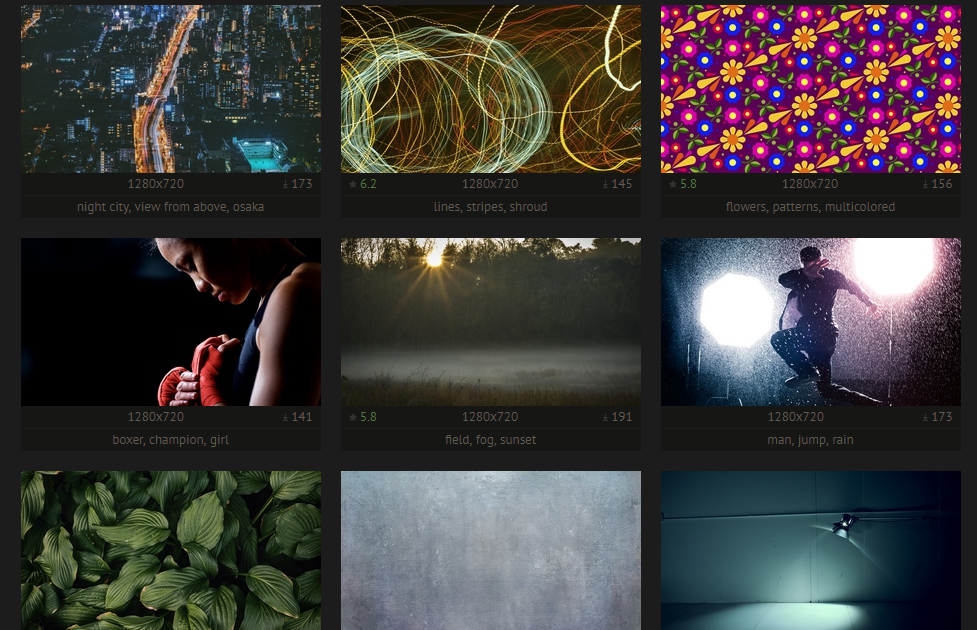 1280x720 173
6.2 1280x720 145
5.8 1280x720 156
night city, view from above, osaka
lines, stripes, shroud
flowers, patterns, multicolored
1280x720 141
5.8 1280x720 191
1280x720 173
boxer, champion, girl
field, fog, sunset
man, jump, rain